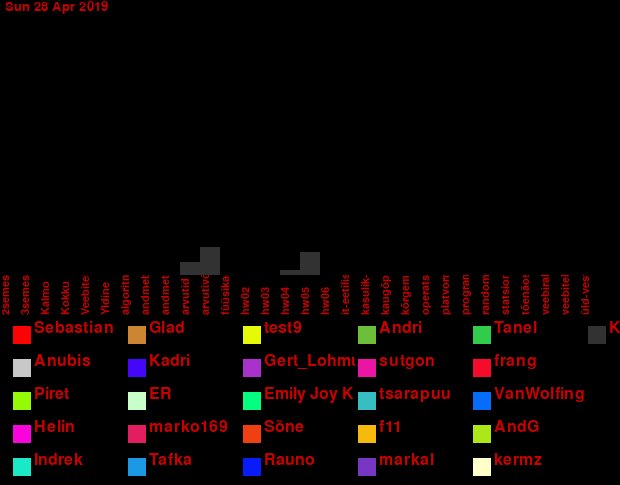 Sun 28 Apr 2019
2semes
3semes
Kalmo
Kokku
Veebite
Yldine
algoritn
andmet
andmet
arvutid
arvutivõ
füüsika
hw02
hw03
hw04
hw05
hw06
it-eetilis
kasulik-
kaugõp
kõrgem
operats
platvorr
progran
random
statsior
tõenäos
veebiral
veebitel
üld-ves
Sebastian Glad test9 Andri Tanel K
Anubis Kadri Gert_Lohmu sutgon frang
Piret ER Emily Joy K tsarapuu VanWolfing
Helin marko169 Söne f11 AndG
Indrek Tafka Rauno markal kermz